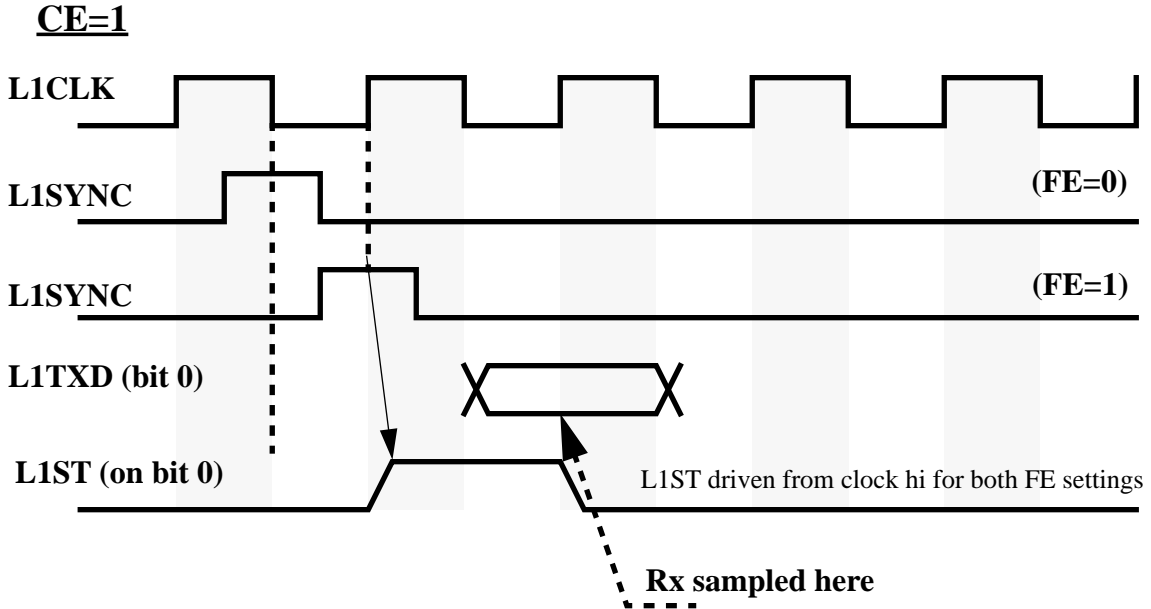 CE=1
L1CLK
L1SYNC
(FE=0)
L1SYNC
(FE=1)
L1TXD (bit 0)
L1ST (on bit 0)
L1ST driven from clock hi for both FE settings
Rx sampled here